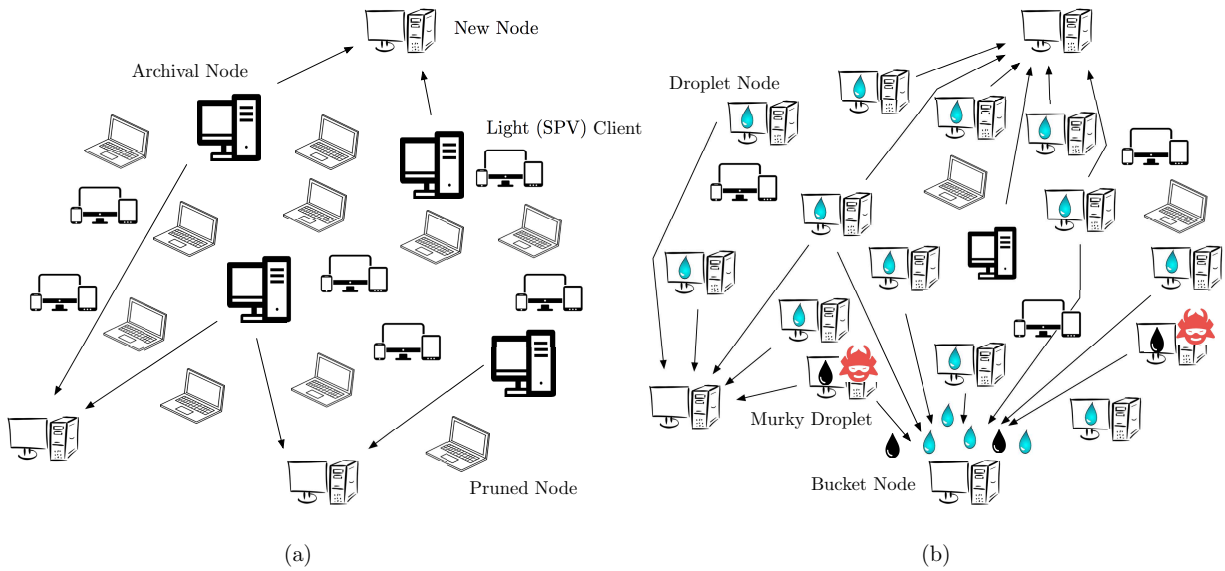 New Node
Archival Node
Light (SPV) Client
Pruned Node
(a)
Droplet Node
Murky Droplet
Bucket Node
(b)